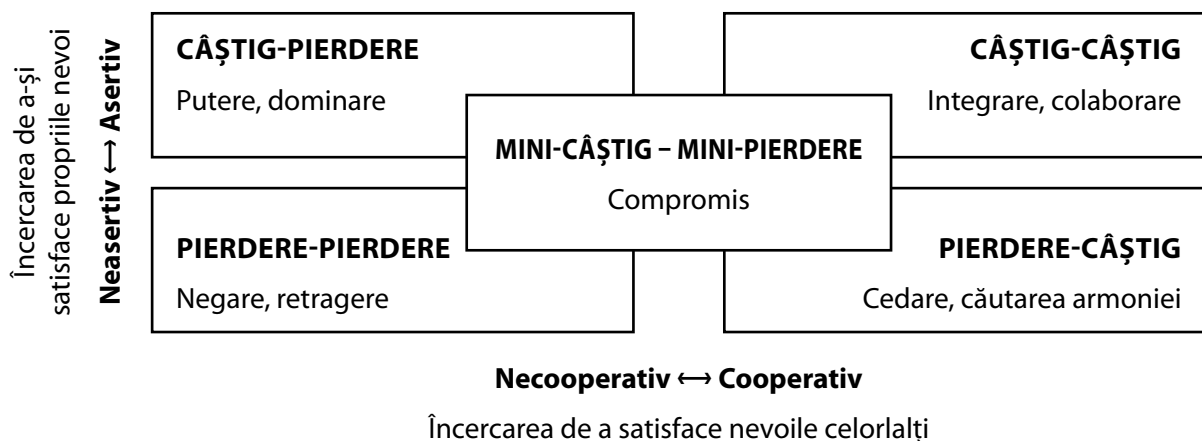 Încercarea de a-și
satisface propriile nevoi
Neasertiv ⟷ Asertiv
CÂȘTIG-PIERDERE
Putere, dominare
CÂȘTIG-CÂȘTIG
Integrare, colaborare
MINI-CÂȘTIG – MINI-PIERDERE
Compromis
PIERDERE-PIERDERE
Negare, retragere
PIERDERE-CÂȘTIG
Cedare, căutarea armoniei
Necooperativ ⟷ Cooperativ
Încercarea de a satisface nevoile celorlalți